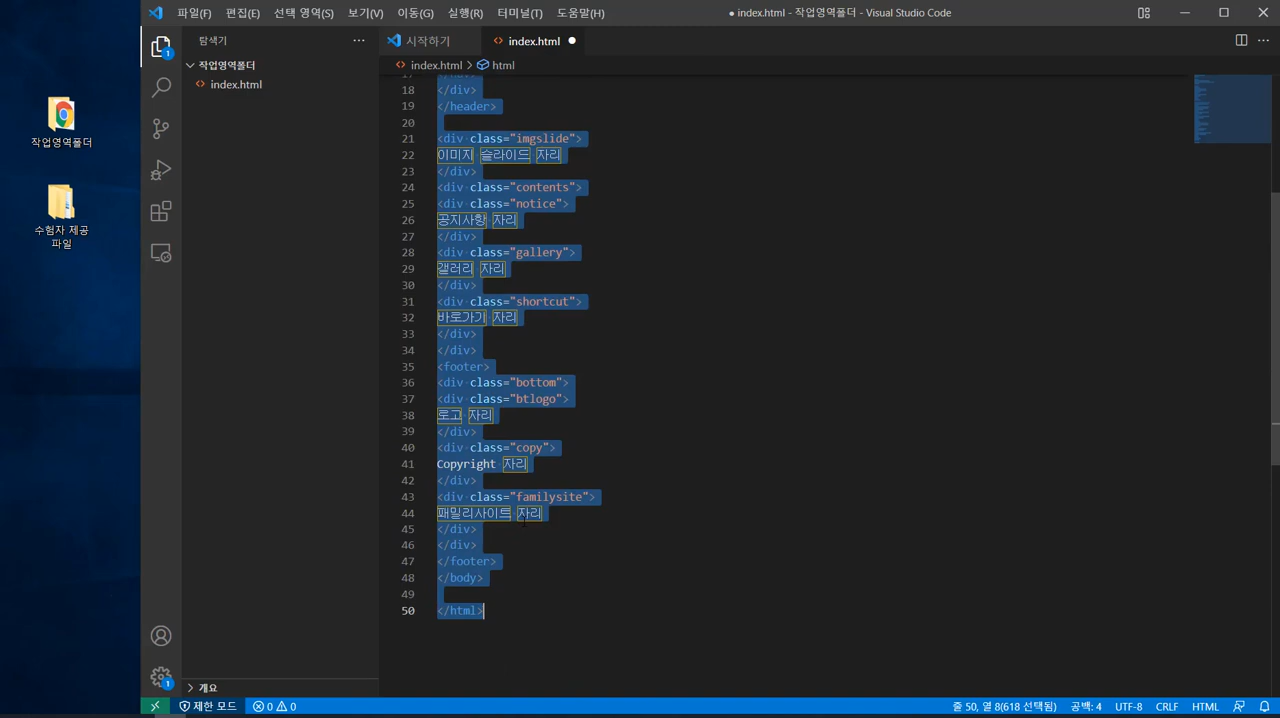 파일(F) 편집(E) 선택 영역(S) 보기(V) 이동(G) 실행(R) 터미널(T) 도움말(H)
● index.html - 작업영역폴더 - Visual Studio Code
탐색기
시작하기
index.html ●
작업영역폴더
index.html > html
index.html
작업영역폴더
수험자 제공
파일
18 </div>
19 </header>
20
21 <div class="imgslide">
22 이미지 슬라이드 자리
23 </div>
24 <div class="contents">
25 <div class="notice">
26 공지사항 자리
27 </div>
28 <div class="gallery">
29 갤러리 자리
30 </div>
31 <div class="shortcut">
32 바로가기 자리
33 </div>
34 </div>
35 <footer>
36 <div class="bottom">
37 <div class="btlogo">
38 로고 자리
39 </div>
40 <div class="copy">
41 Copyright 자리
42 </div>
43 <div class="familysite">
44 패밀리사이트 자리
45 </div>
46 </div>
47 </footer>
48 </body>
49
50 </html>
1
1
개요
제한 모드 0 0 줄 50, 열 8(618 선택됨) 공백: 4 UTF-8 CRLF HTML